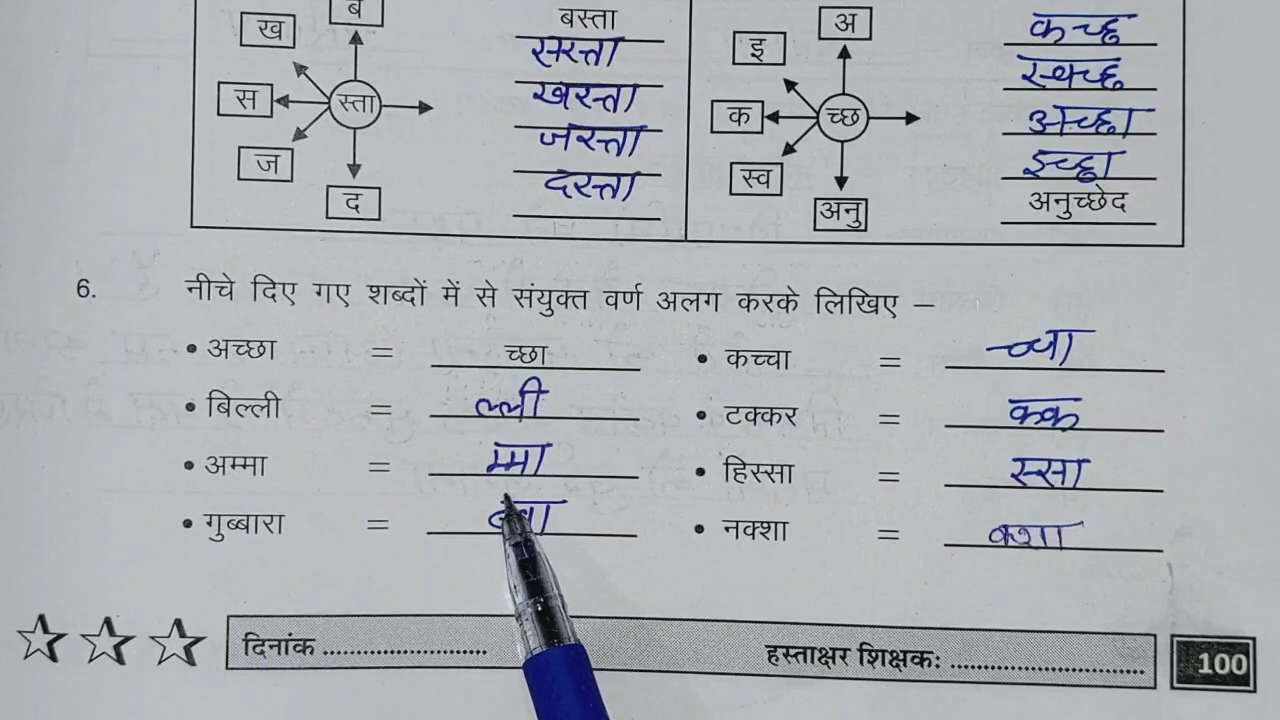 ब
ख
स
ज
द
स्ता
बस्ता
सस्ता
खस्ता
जस्ता
दस्ता
अ
इ
क
स्व
अनु
च्छ
कच्छ
स्वच्छ
अच्छा
इच्छा
अनुच्छेद
6. नीचे दिए गए शब्दों में से संयुक्त वर्ण अलग करके लिखिए –
• अच्छा = च्छा • कच्चा = च्चा
• बिल्ली = ल्ली • टक्कर = क्क
• अम्मा = म्मा • हिस्सा = स्सा
• गुब्बारा = ब्बा • नक्शा = क्शा
दिनांक ............................ हस्ताक्षर शिक्षक: ................................. 100